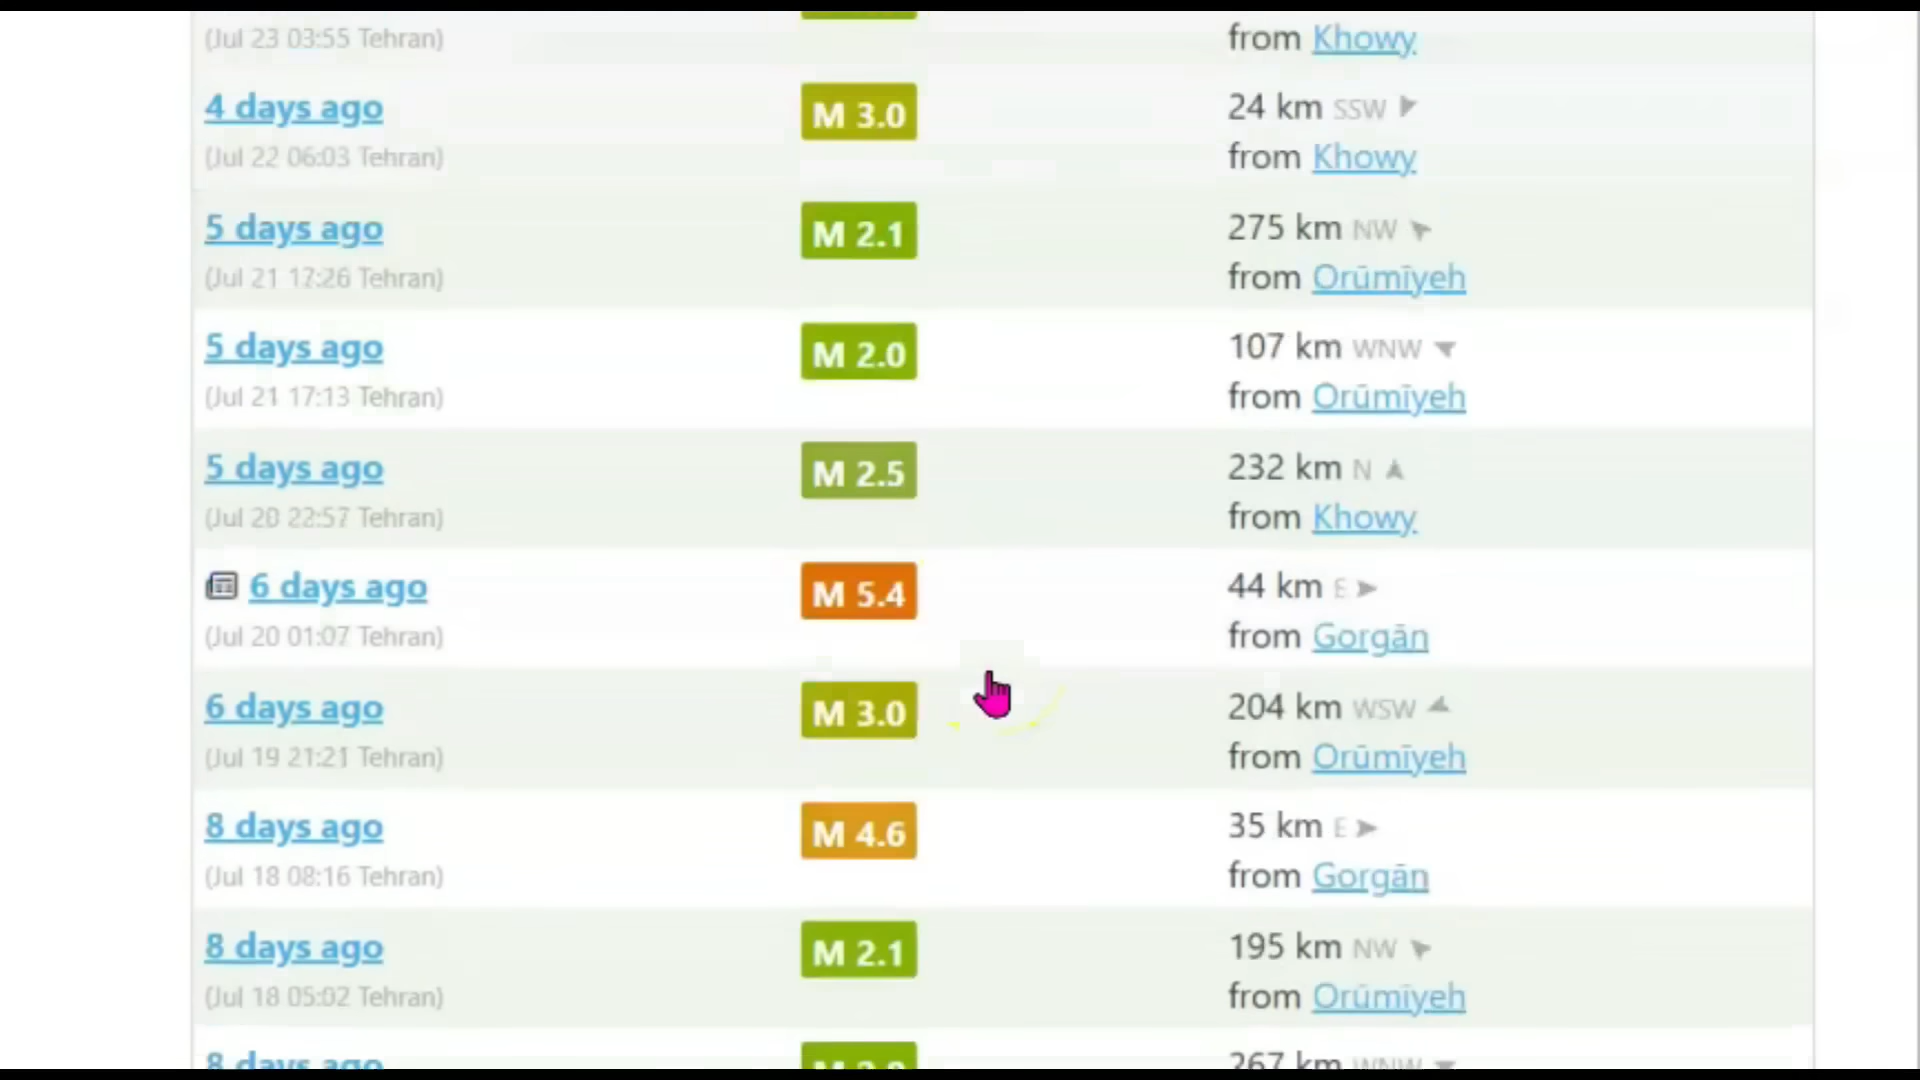 (Jul 23 03:55 Tehran)
from Khowy
4 days ago
M 3.0
24 km SSW
(Jul 22 06:03 Tehran)
from Khowy
5 days ago
M 2.1
275 km NW
(Jul 21 17:26 Tehran)
from Orūmīyeh
5 days ago
M 2.0
107 km WNW
(Jul 21 17:13 Tehran)
from Orūmīyeh
5 days ago
M 2.5
232 km N
(Jul 20 22:57 Tehran)
from Khowy
6 days ago
M 5.4
44 km E
(Jul 20 01:07 Tehran)
from Gorgān
6 days ago
M 3.0
204 km WSW
(Jul 19 21:21 Tehran)
from Orūmīyeh
8 days ago
M 4.6
35 km E
(Jul 18 08:16 Tehran)
from Gorgān
8 days ago
M 2.1
195 km NW
(Jul 18 05:02 Tehran)
from Orūmīyeh
8 days ago
267 km WNW